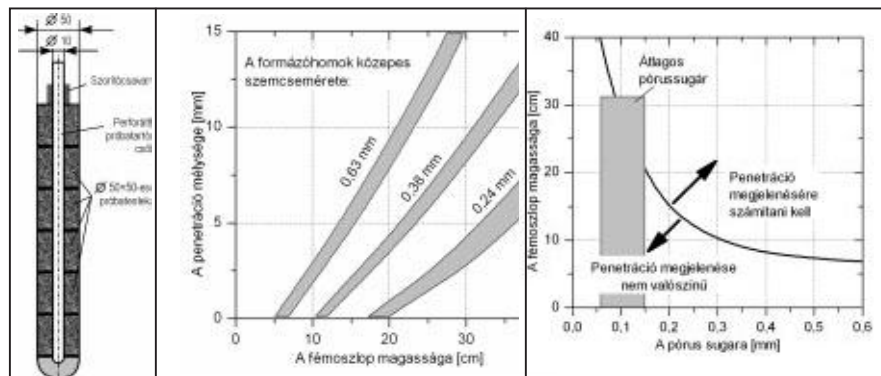 Ø 50
Ø 10
Szorítócsavar
Perforált
próbatartó
cső
Ø 50×50-es
próbatestek
A penetráció mélysége [mm]
15
10
5
0
A formázóhomok közepes
szemcsemérete:
0,63 mm
0,38 mm
0,24 mm
0
10
20
30
A fémoszlop magassága [cm]
A fémoszlop magassága [cm]
40
30
20
10
0
Átlagos
pórussugár
Penetráció
megjelenésére
számítani kell
Penetráció megjelenése
nem valószínű
0,0
0,1
0,2
0,3
0,4
0,5
0,6
A pórus sugara [mm]